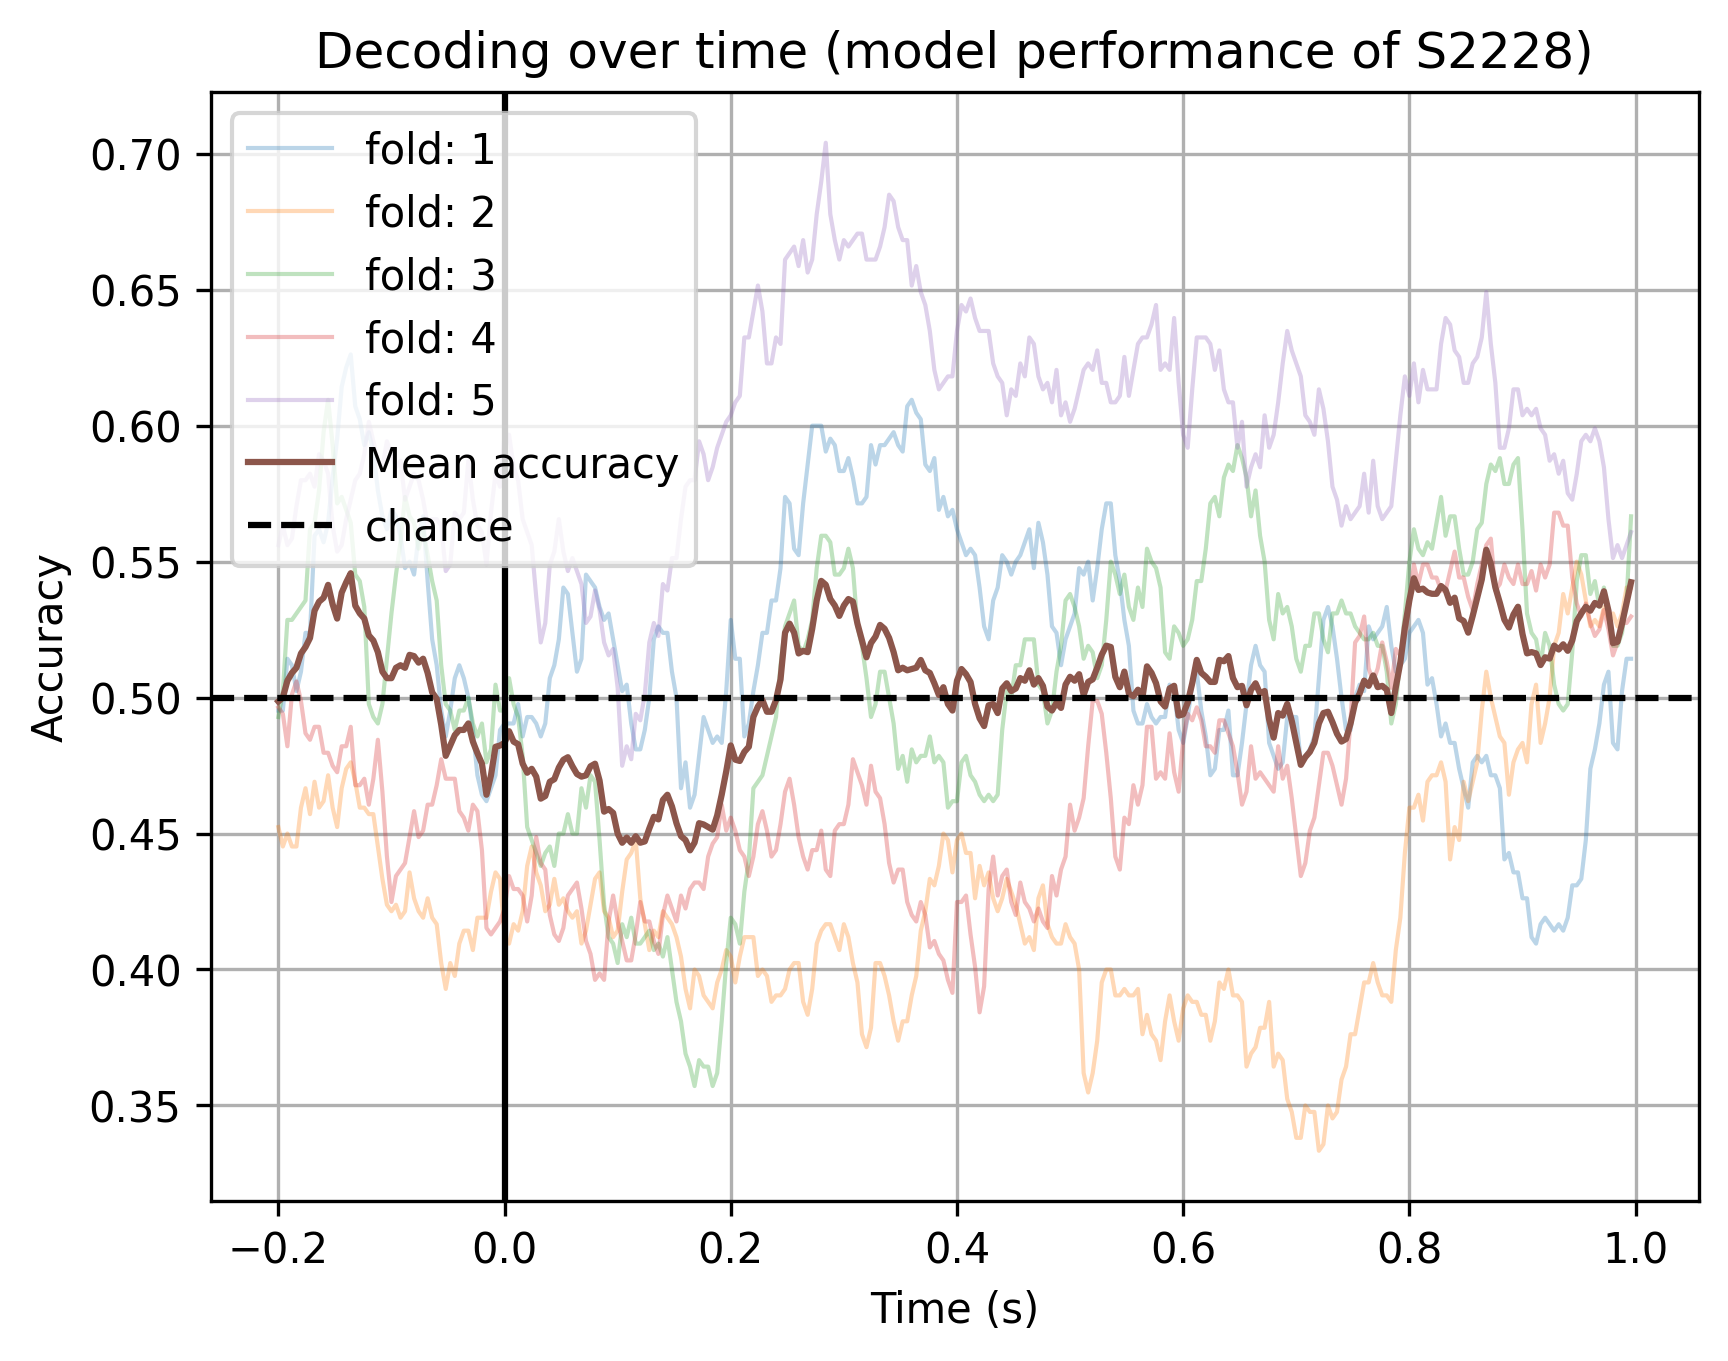 Decoding over time (model performance of S2228)
fold: 1
fold: 2
fold: 3
fold: 4
fold: 5
Mean accuracy
chance
Accuracy
0.70
0.65
0.60
0.55
0.50
0.45
0.40
0.35
−0.2 0.0 0.2 0.4 0.6 0.8 1.0
Time (s)